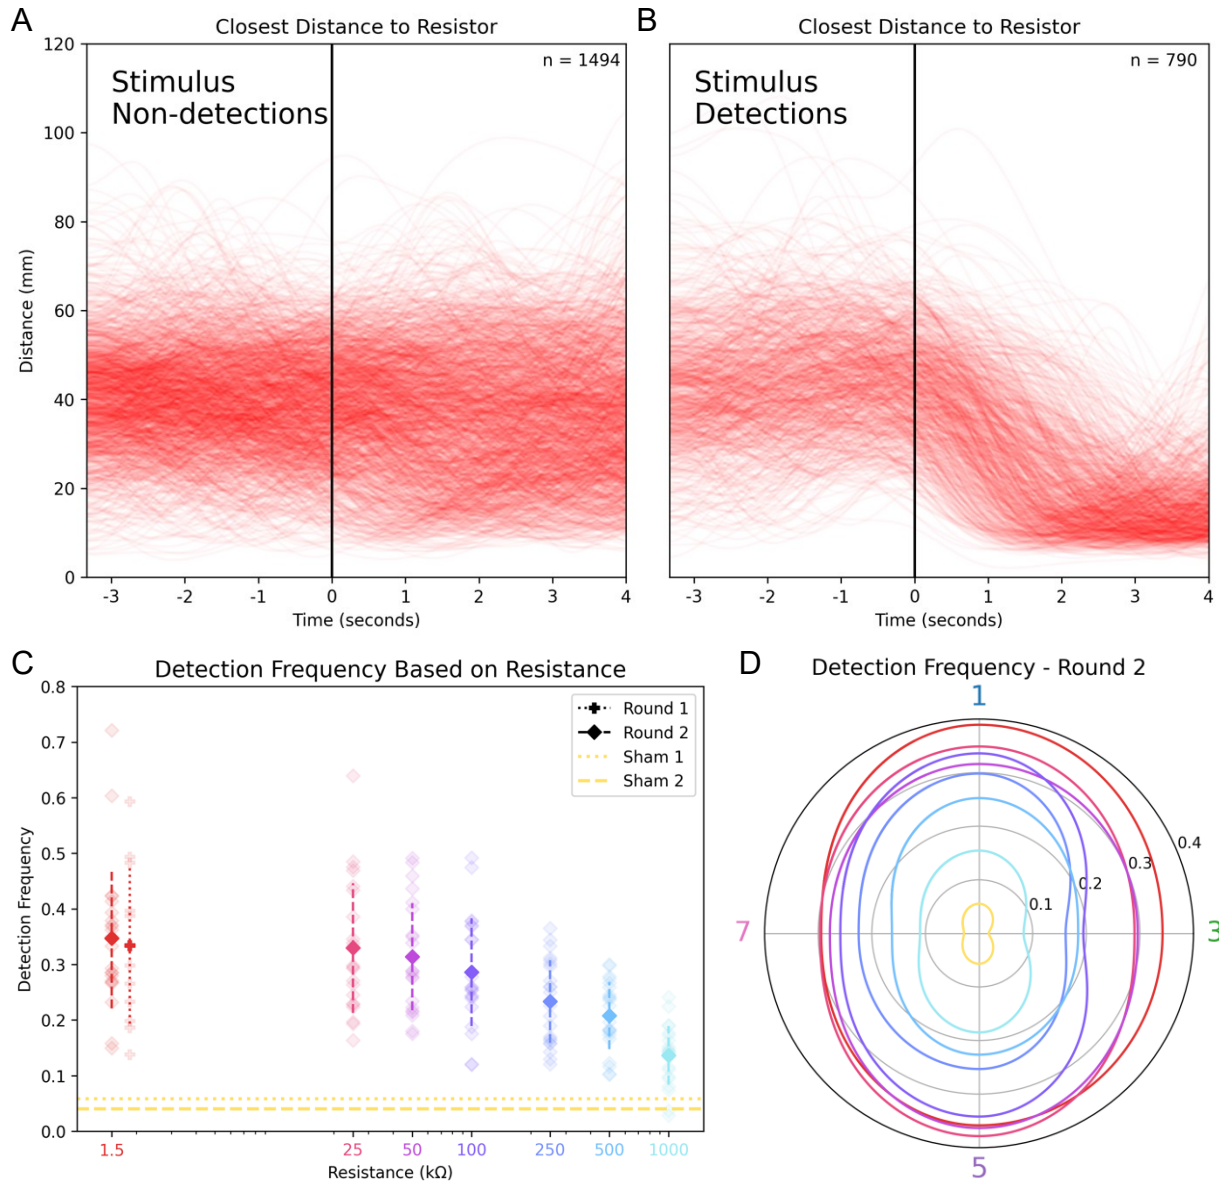 A
Closest Distance to Resistor
n = 1494
Stimulus
Non-detections
120
100
80
60
40
20
0
Distance (mm)
-3 -2 -1 0 1 2 3 4
Time (seconds)
B
Closest Distance to Resistor
n = 790
Stimulus
Detections
-3 -2 -1 0 1 2 3 4
Time (seconds)
C
Detection Frequency Based on Resistance
0.8
0.7
0.6
0.5
0.4
0.3
0.2
0.1
0.0
Detection Frequency
Round 1
Round 2
Sham 1
Sham 2
1.5 25 50 100 250 500 1000
Resistance (kΩ)
D
Detection Frequency - Round 2
1
0.4
0.3
0.2
0.1
7
3
5